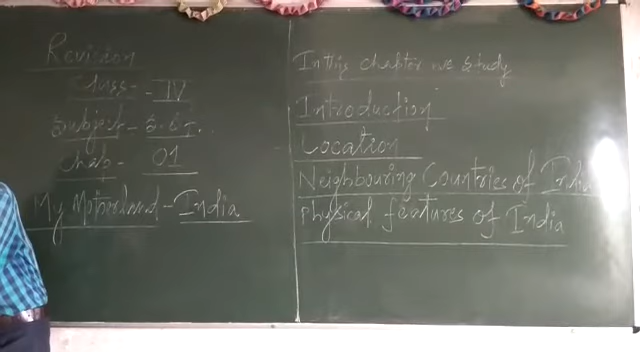 Revision
Class - IV
Subject - S.S.T.
Chap - 01
My Motherland - India
In this chapter we study
Introduction
Location
Neighbouring Countries of India
Physical features of India